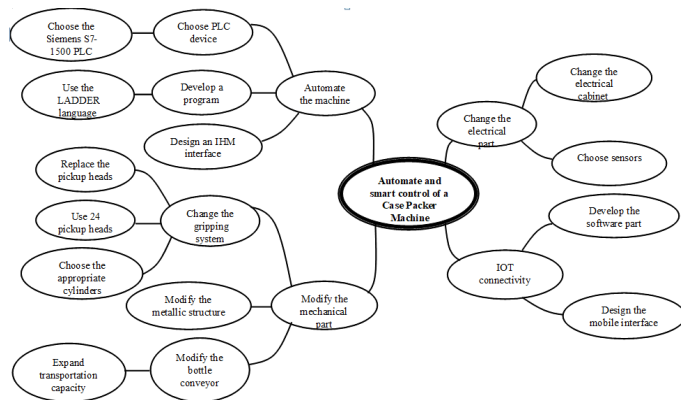 Choose the
Siemens S7-
1500 PLC
Choose PLC
device
Use the
LADDER
language
Develop a
program
Automate
the machine
Design an IHM
interface
Replace the
pickup heads
Use 24
pickup heads
Choose the
appropriate
cylinders
Change the
gripping
system
Modify the
metallic structure
Modify the
mechanical
part
Expand
transportation
capacity
Modify the
bottle
conveyor
Automate and
smart control of a
Case Packer
Machine
Change the
electrical
part
Change the
electrical
cabinet
Choose sensors
Develop the
software part
IOT
connectivity
Design the
mobile interface